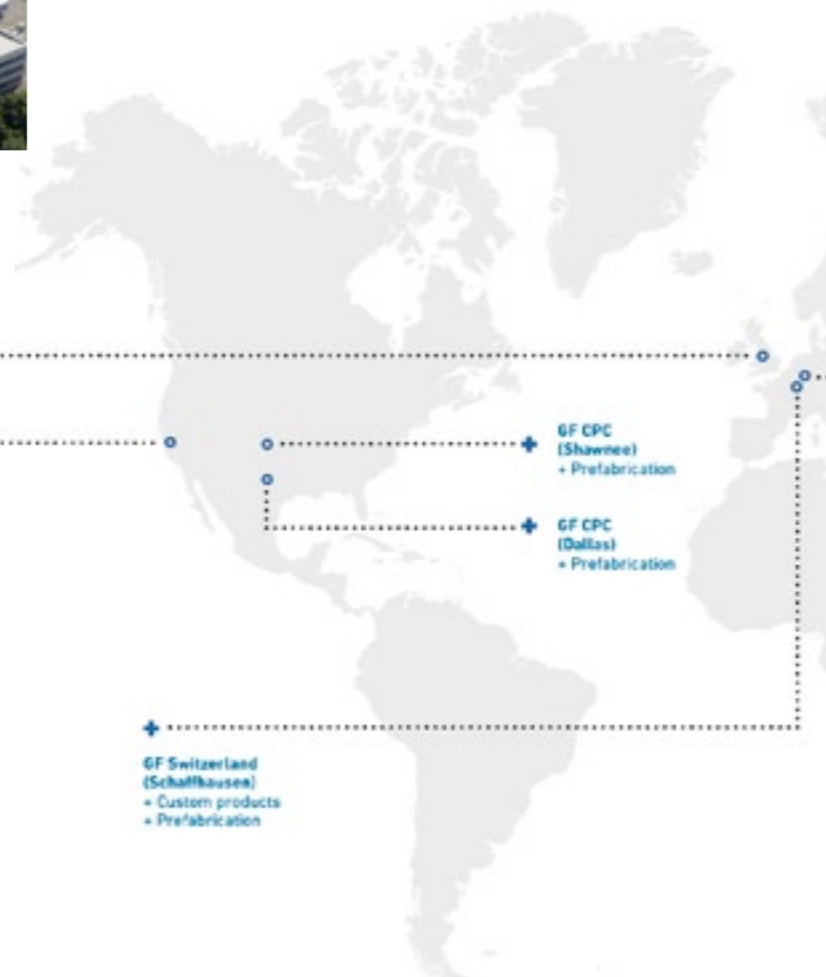 GF CPC
(Shawnee)
+ Prefabrication
GF CPC
(Dallas)
+ Prefabrication
GF Switzerland
(Schaffhausen)
+ Custom products
+ Prefabrication